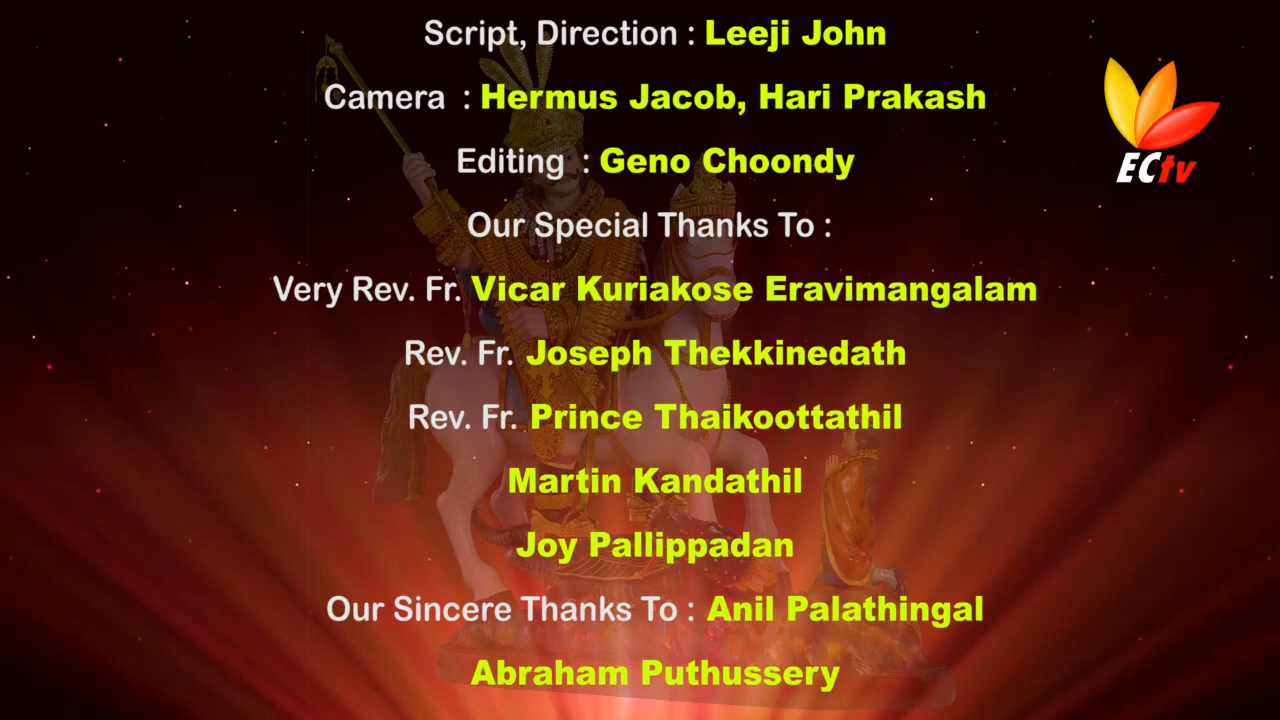 Script, Direction : Leeji John
Camera : Hermus Jacob, Hari Prakash
Editing : Geno Choondy
Our Special Thanks To :
Very Rev. Fr. Vicar Kuriakose Eravimangalam
Rev. Fr. Joseph Thekkinedath
Rev. Fr. Prince Thaikoottathil
Martin Kandathil
Joy Pallippadan
Our Sincere Thanks To : Anil Palathingal
Abraham Puthussery
ECtv